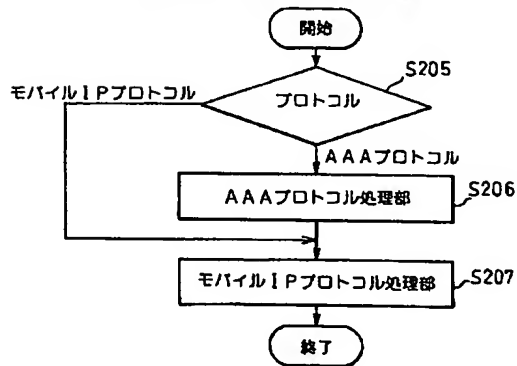 開始
S205
モバイルIPプロトコル
プロトコル
AAAプロトコル
AAAプロトコル処理部
S206
モバイルIPプロトコル処理部
S207
終了